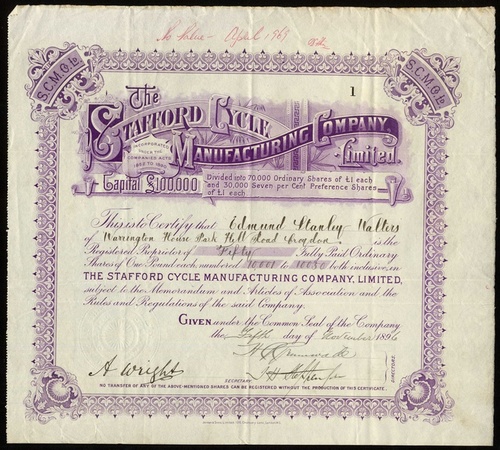 No Value - April 1969
S.C.M.Co Ld.
S.C.M.Co Ld.
1
The
STAFFORD CYCLE
MANUFACTURING COMPANY
Limited.
INCORPORATED
UNDER THE
COMPANIES ACTS
1862 TO 1890
Capital £100,000
Divided into 70,000 Ordinary Shares of £1 each
and 30,000 Seven per Cent Preference Shares
of £1 each.
This is to Certify that Edmund Stanley Walters
of Warrington House Park Hill Road Croydon is the
Registered Proprietor of Fifty Fully Paid Ordinary
Shares of One Pound each numbered 10,001 to 10050 both inclusive, in
THE STAFFORD CYCLE MANUFACTURING COMPANY, LIMITED,
subject to the Memorandum and Articles of Association and the
Rules and Regulations of the said Company.
GIVEN under the Common Seal of the Company
the day of November 1896
DIRECTORS
A Wright
SECRETARY
NO TRANSFER OF ANY OF THE ABOVE-MENTIONED SHARES CAN BE REGISTERED WITHOUT THE PRODUCTION OF THIS CERTIFICATE.